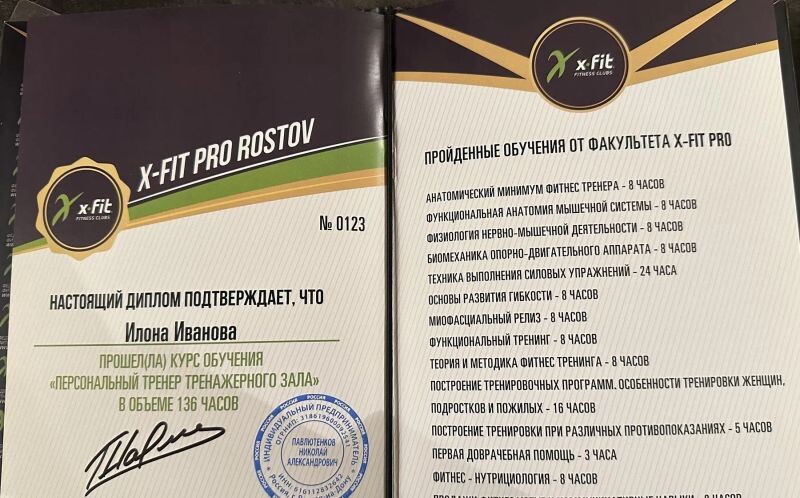 X-FIT PRO ROSTOV
x-fit
FITNESS CLUBS
№ 0123
НАСТОЯЩИЙ ДИПЛОМ ПОДТВЕРЖДАЕТ, ЧТО
Илона Иванова
ПРОШЕЛ(ЛА) КУРС ОБУЧЕНИЯ
«ПЕРСОНАЛЬНЫЙ ТРЕНЕР ТРЕНАЖЕРНОГО ЗАЛА»
В ОБЪЕМЕ 136 ЧАСОВ
РОССИЯ
ИНДИВИДУАЛЬНЫЙ ПРЕДПРИНИМАТЕЛЬ
ПАВЛЮТЕНКОВ
НИКОЛАЙ
АЛЕКСАНДРОВИЧ
x-fit
FITNESS CLUBS
ПРОЙДЕННЫЕ ОБУЧЕНИЯ ОТ ФАКУЛЬТЕТА X-FIT PRO
АНАТОМИЧЕСКИЙ МИНИМУМ ФИТНЕС ТРЕНЕРА - 8 ЧАСОВ
ФУНКЦИОНАЛЬНАЯ АНАТОМИЯ МЫШЕЧНОЙ СИСТЕМЫ - 8 ЧАСОВ
ФИЗИОЛОГИЯ НЕРВНО-МЫШЕЧНОЙ ДЕЯТЕЛЬНОСТИ - 8 ЧАСОВ
БИОМЕХАНИКА ОПОРНО-ДВИГАТЕЛЬНОГО АППАРАТА - 8 ЧАСОВ
ТЕХНИКА ВЫПОЛНЕНИЯ СИЛОВЫХ УПРАЖНЕНИЙ - 24 ЧАСА
ОСНОВЫ РАЗВИТИЯ ГИБКОСТИ - 8 ЧАСОВ
МИОФАСЦИАЛЬНЫЙ РЕЛИЗ - 8 ЧАСОВ
ФУНКЦИОНАЛЬНЫЙ ТРЕНИНГ - 8 ЧАСОВ
ТЕОРИЯ И МЕТОДИКА ФИТНЕС ТРЕНИНГА - 8 ЧАСОВ
ПОСТРОЕНИЕ ТРЕНИРОВОЧНЫХ ПРОГРАММ. ОСОБЕННОСТИ ТРЕНИРОВКИ ЖЕНЩИН,
ПОДРОСТКОВ И ПОЖИЛЫХ - 16 ЧАСОВ
ПОСТРОЕНИЕ ТРЕНИРОВКИ ПРИ РАЗЛИЧНЫХ ПРОТИВОПОКАЗАНИЯХ - 5 ЧАСОВ
ПЕРВАЯ ДОВРАЧЕБНАЯ ПОМОЩЬ - 3 ЧАСА
ФИТНЕС - НУТРИЦИОЛОГИЯ - 8 ЧАСОВ